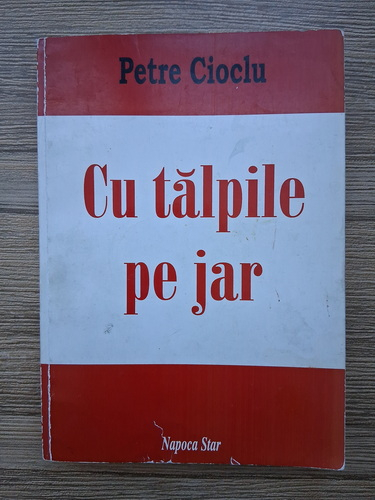 Petre Cioclu
Cu tălpile
pe jar
Napoca Star